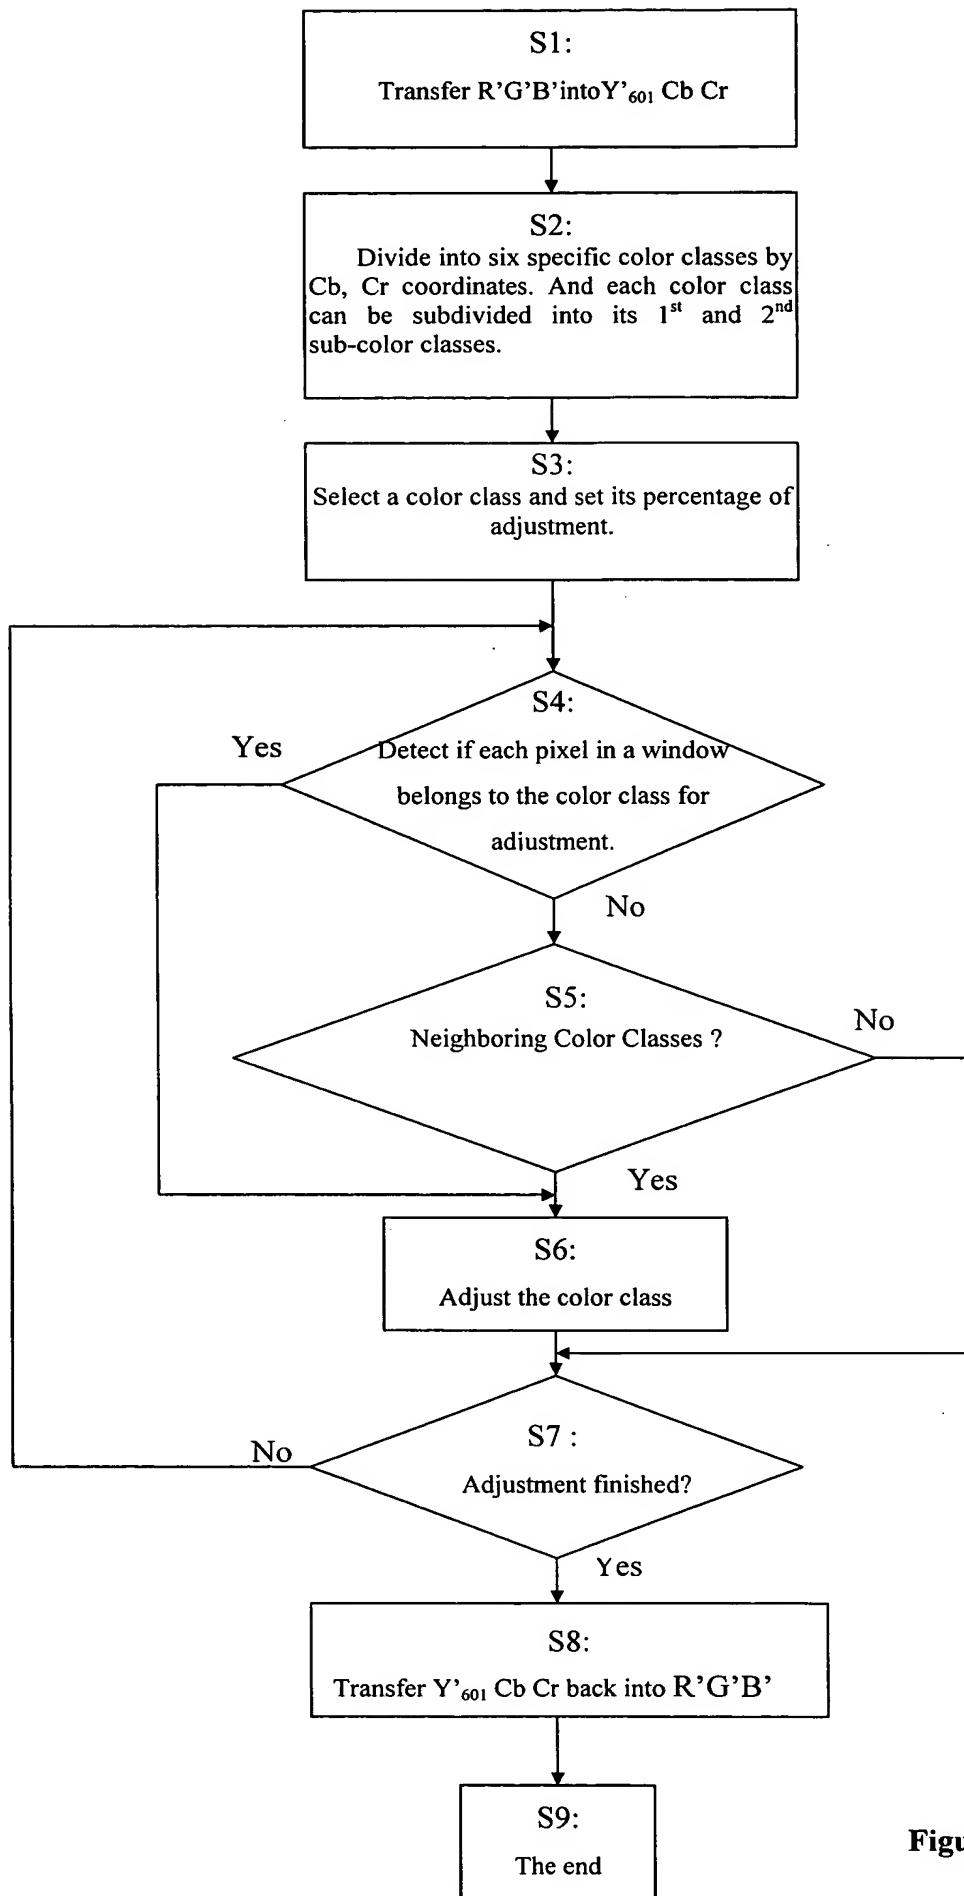 S1:
Transfer R’G’B’intoY’601 Cb Cr
S2:
Divide into six specific color classes by
Cb, Cr coordinates. And each color class
can be subdivided into its 1st and 2nd
sub-color classes.
S3:
Select a color class and set its percentage of
adjustment.
S4:
Yes
Detect if each pixel in a window
belongs to the color class for
adjustment.
No
S5:
No
Neighboring Color Classes ?
Yes
S6:
Adjust the color class
S7 :
No
Adjustment finished?
Yes
S8:
Transfer Y’601 Cb Cr back into R’G’B’
S9:
The end